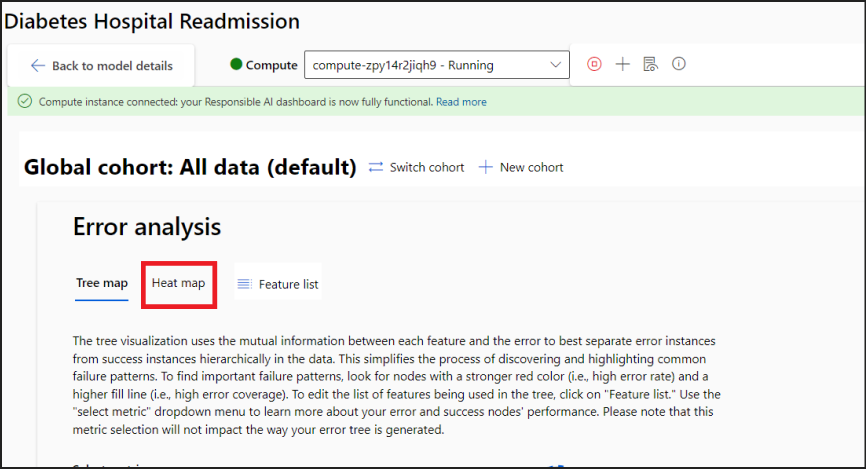 Diabetes Hospital Readmission
Back to model details
Compute
compute-zpy14r2jiqh9 - Running
Compute instance connected: your Responsible AI dashboard is now fully functional. Read more
Global cohort: All data (default)
Switch cohort
New cohort
Error analysis
Tree map
Heat map
Feature list
The tree visualization uses the mutual information between each feature and the error to best separate error instances
from success instances hierarchically in the data. This simplifies the process of discovering and highlighting common
failure patterns. To find important failure patterns, look for nodes with a stronger red color (i.e., high error rate) and a
higher fill line (i.e., high error coverage). To edit the list of features being used in the tree, click on "Feature list." Use the
"select metric" dropdown menu to learn more about your error and success nodes' performance. Please note that this
metric selection will not impact the way your error tree is generated.